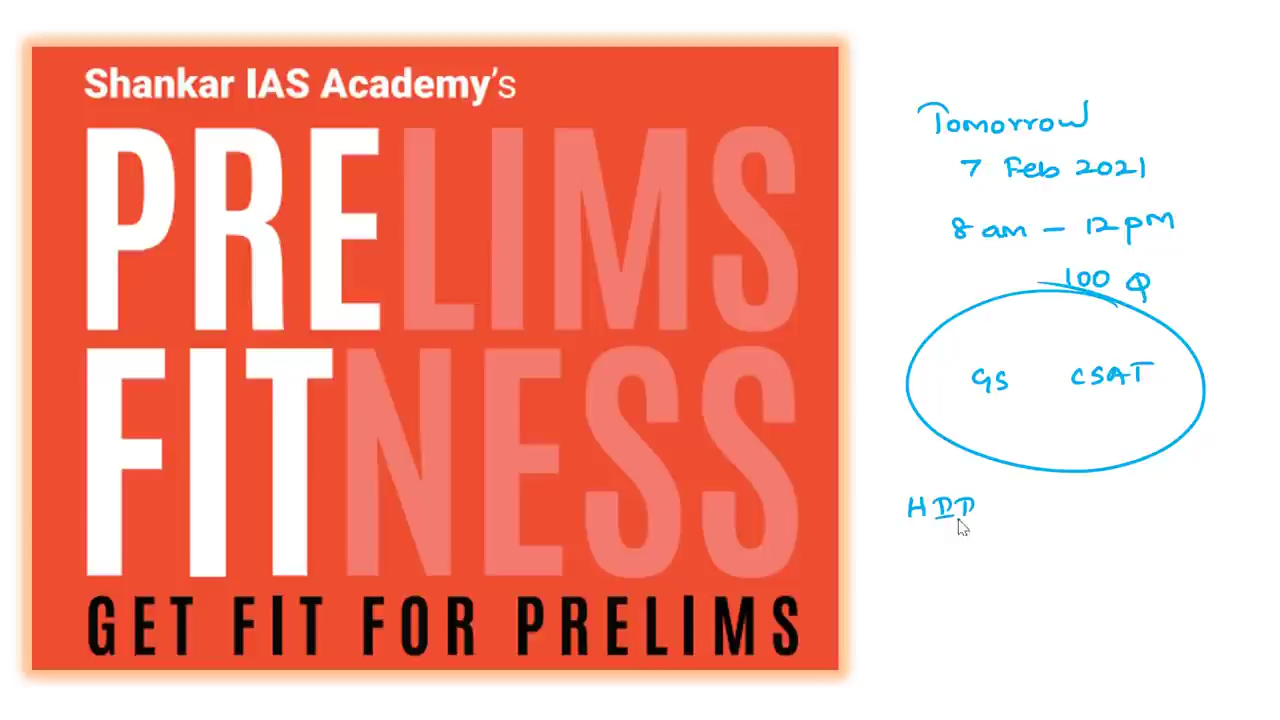 Shankar IAS Academy's
PRELIMS
FITNESS
GET FIT FOR PRELIMS
Tomorrow
7 Feb 2021
8 am – 12 pm
100 Q
GS CSAT
HDD